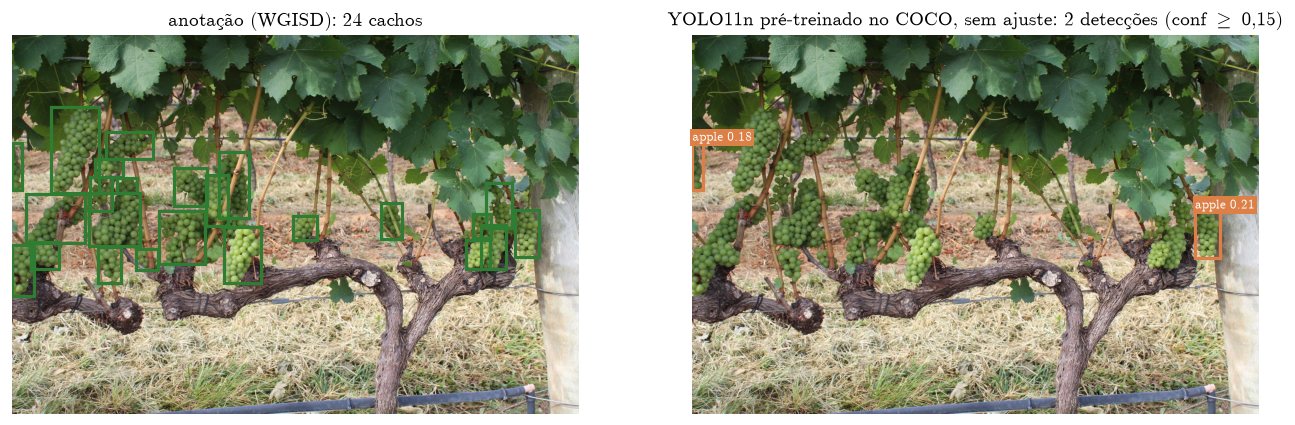 anotação (WGISD): 24 cachos
YOLO11n pré-treinado no COCO, sem ajuste: 2 detecções (conf ≥ 0,15)
apple 0.18
apple 0.21